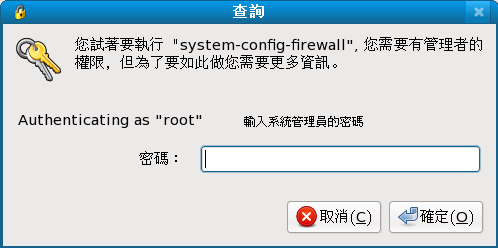 查詢
您試著要執行 "system-config-firewall", 您需要有管理者的
權限，但為了要如此做您需要更多資訊。
Authenticating as "root" 輸入系統管理員的密碼
密碼：
取消(C) 確定(O)